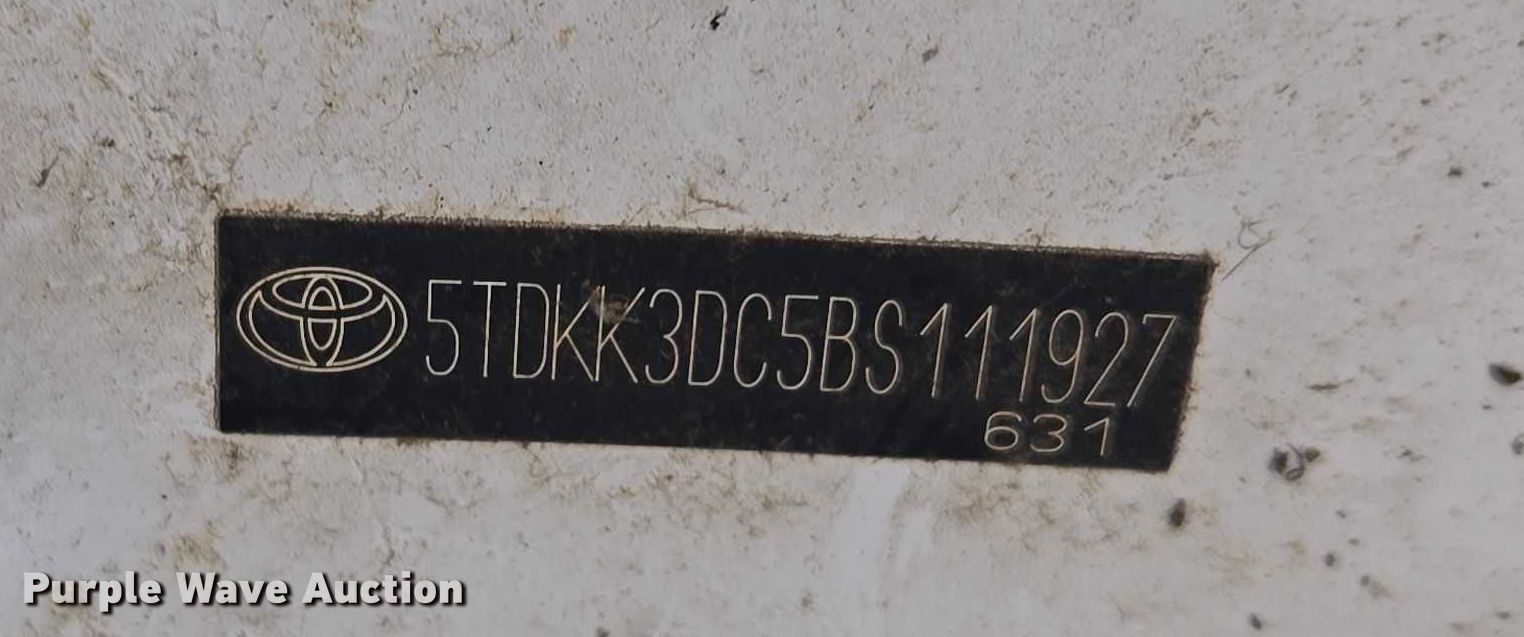 5TDKK3DC5BS111927
631
Purple Wave Auction